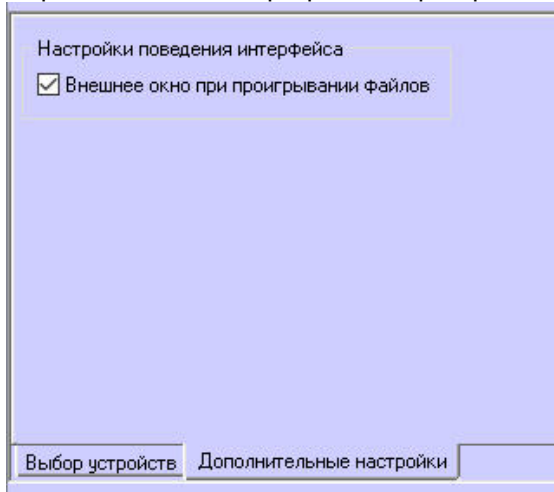 Настройки поведения интерфейса
Внешнее окно при проигрывании файлов
Выбор устройств
Дополнительные настройки